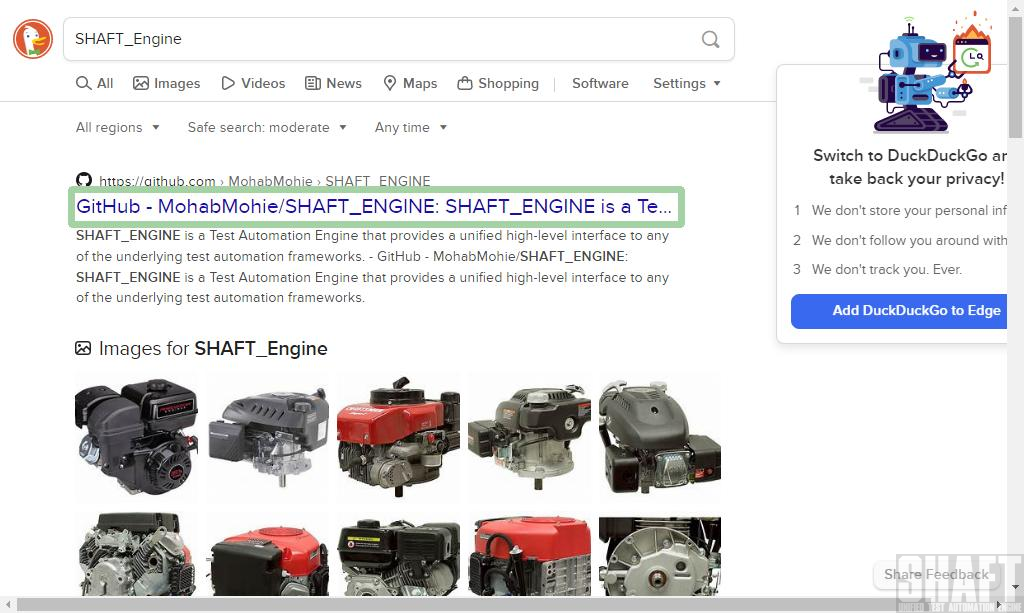 SHAFT_Engine
All Images Videos News Maps Shopping Software Settings
All regions Safe search: moderate Any time
https://github.com › MohabMohie › SHAFT_ENGINE
GitHub - MohabMohie/SHAFT_ENGINE: SHAFT_ENGINE is a Te...
SHAFT_ENGINE is a Test Automation Engine that provides a unified high-level interface to any
of the underlying test automation frameworks. - GitHub - MohabMohie/SHAFT_ENGINE:
SHAFT_ENGINE is a Test Automation Engine that provides a unified high-level interface to any
of the underlying test automation frameworks.
Images for SHAFT_Engine
Switch to DuckDuckGo an
take back your privacy!
1 We don't store your personal inf
2 We don't follow you around with
3 We don't track you. Ever.
Add DuckDuckGo to Edge
Share Feedback
SHAFT